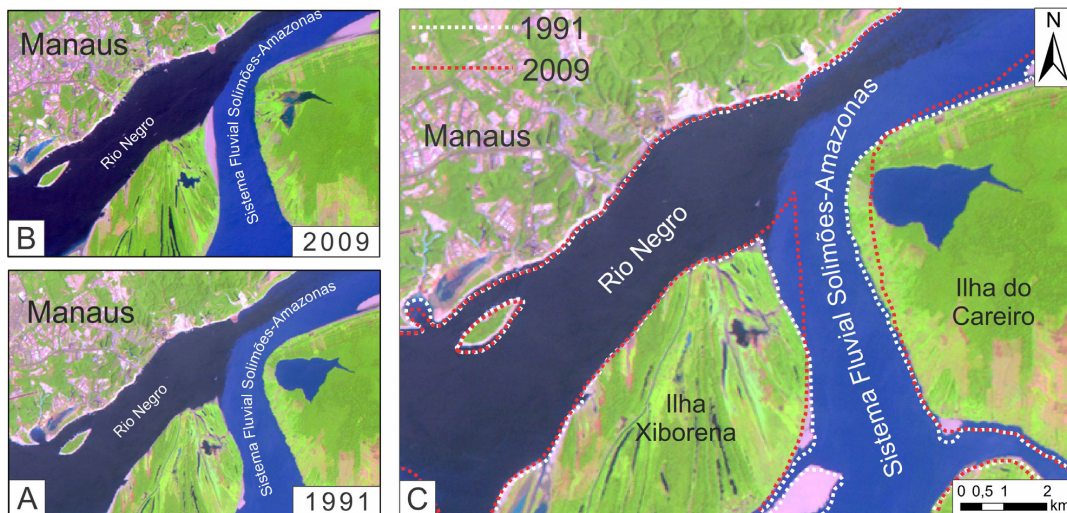 Manaus
Rio Negro
Sistema Fluvial Solimões-Amazonas
B
2009
Manaus
Rio Negro
Sistema Fluvial Solimões-Amazonas
A
1991
1991
2009
N
Manaus
Rio Negro
Sistema Fluvial Solimões-Amazonas
Ilha do
Careiro
Ilha
Xiborena
C
0 0,5 1 2
km